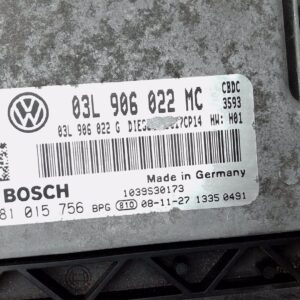 03L 906 022 MC
CBDC
3593
03L 906 022 G HW: H01
Made in Germany
BOSCH
1039S30173
81 015 756 BPG 810 08-11-27 1335 0491